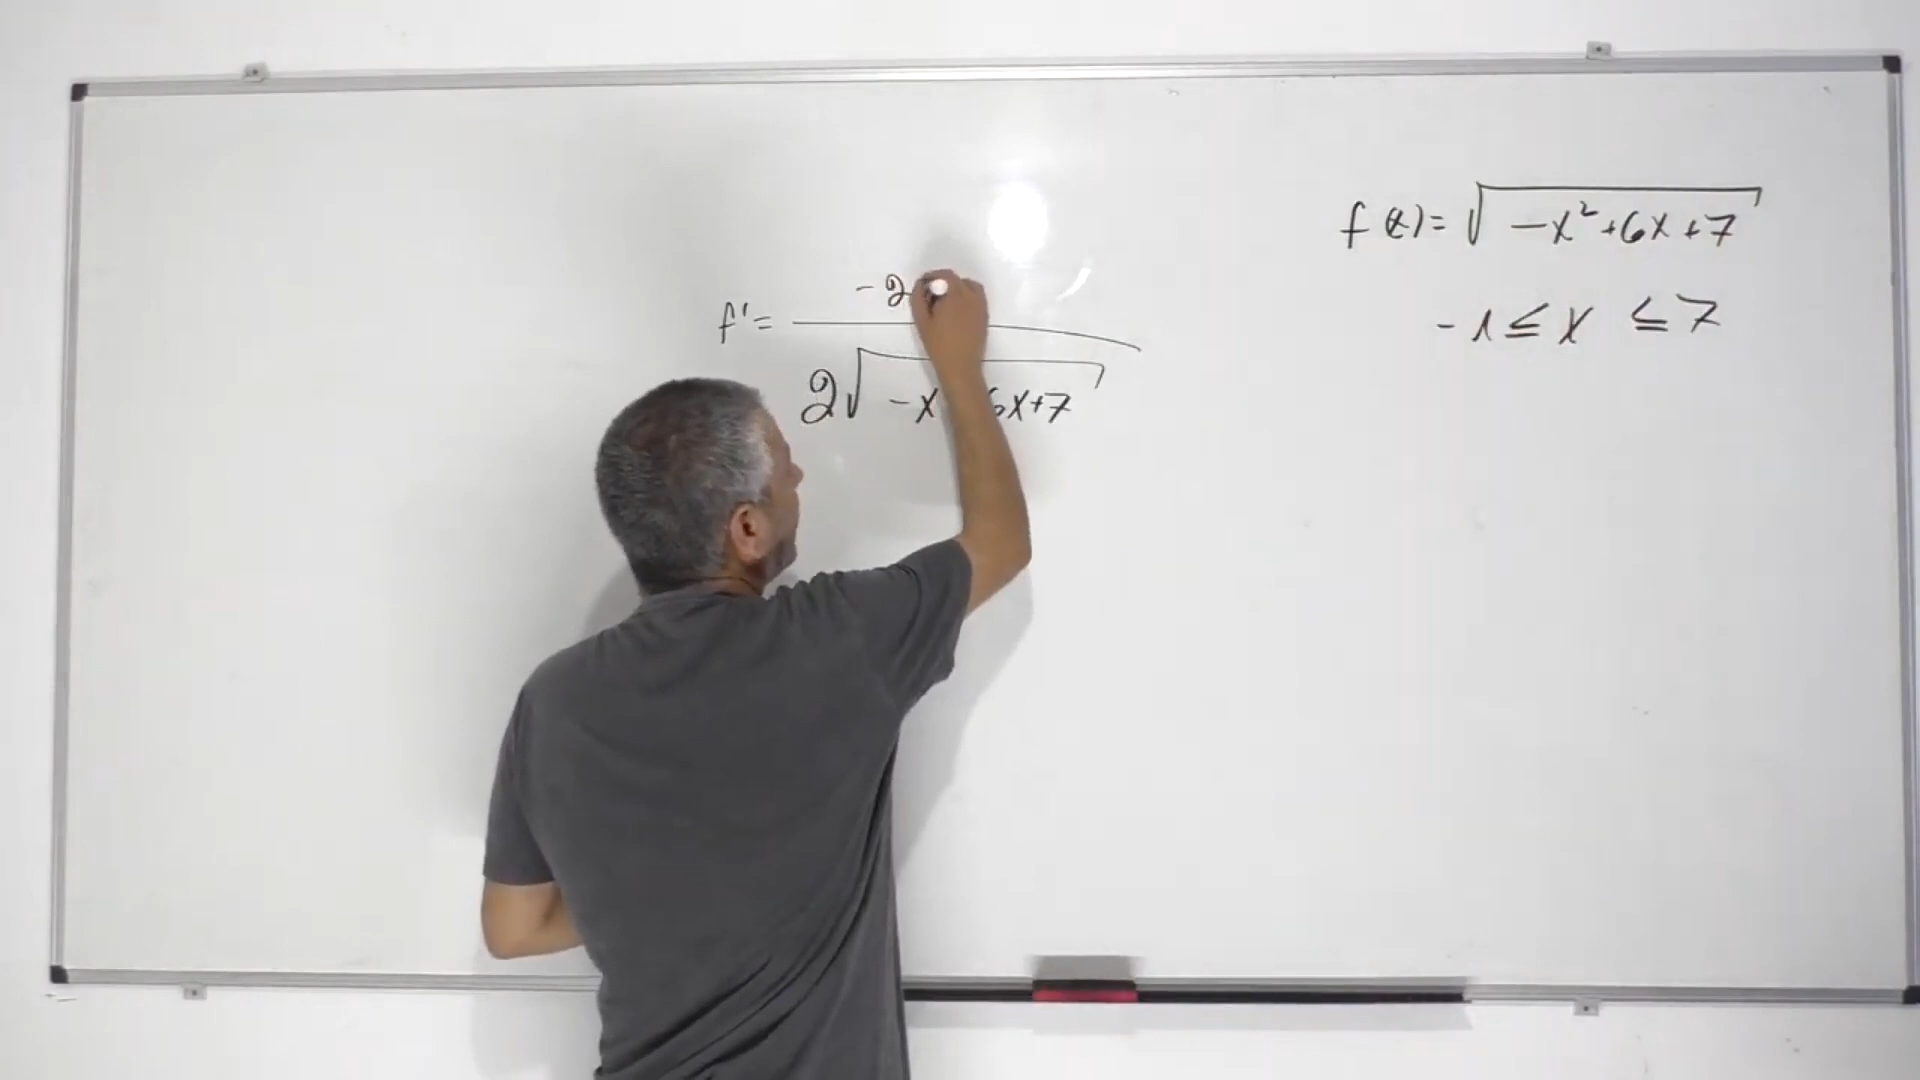 f(x)= √-x²+6x+7
-1≤x ≤7
-2
f'=
2√-x 6x+7